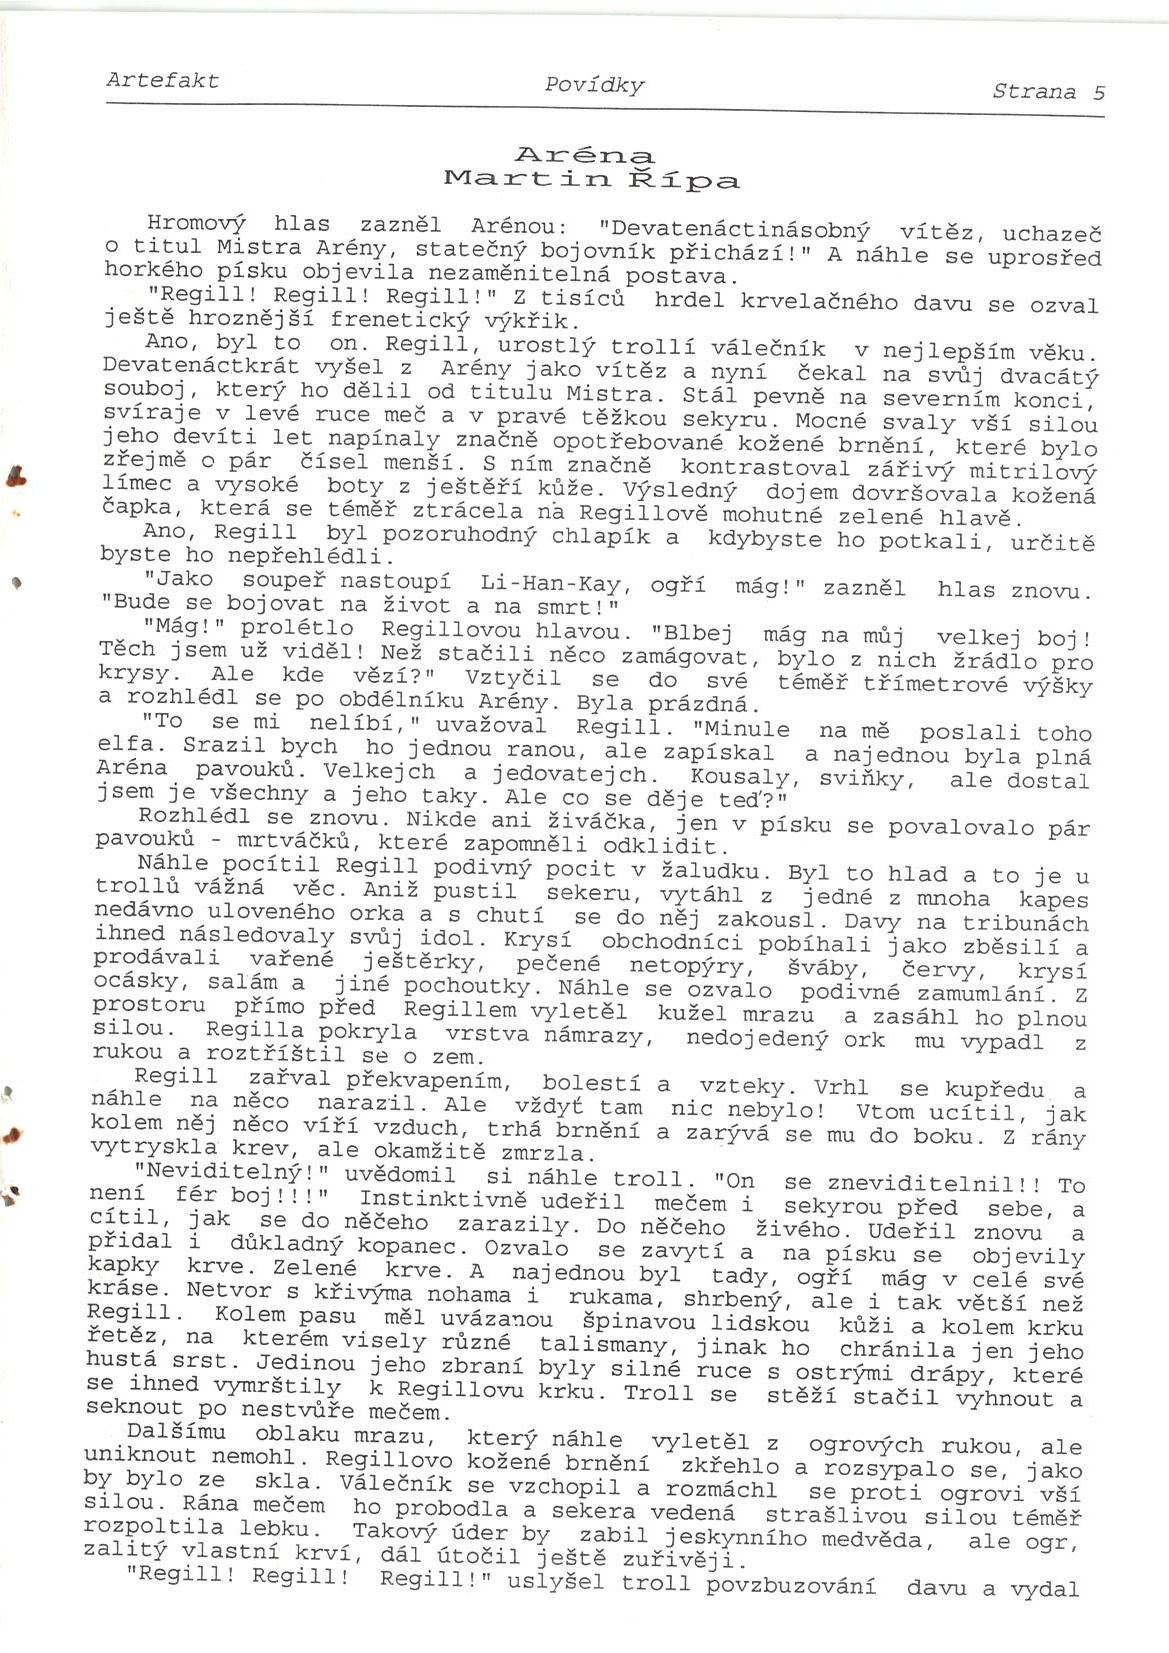 Artefakt Povídky Strana 5
Aréna
Martin Řípa
Hromový hlas zazněl Arénou: "Devatenáctinásobný vítěz, uchazeč
o titul Mistra Arény, statečný bojovník přichází!" A náhle se uprosřed
horkého písku objevila nezaměnitelná postava.
"Regill! Regill! Regill!" Z tisíců hrdel krvelačného davu se ozval
ještě hroznější frenetický výkřik.
Ano, byl to on. Regill, urostlý trollí válečník v nejlepším věku.
Devatenáctkrát vyšel z Arény jako vítěz a nyní čekal na svůj dvacátý
souboj, který ho dělil od titulu Mistra. Stál pevně na severním konci,
svíraje v levé ruce meč a v pravé těžkou sekyru. Mocné svaly vší silou
jeho devíti let napínaly značně opotřebované kožené brnění, které bylo
zřejmě o pár čísel menší. S ním značně kontrastoval zářivý mitrilový
límec a vysoké boty z ještěří kůže. Výsledný dojem dovršovala kožená
čapka, která se téměř ztrácela na Regillově mohutné zelené hlavě.
Ano, Regill byl pozoruhodný chlapík a kdybyste ho potkali, určitě
byste ho nepřehlédli.
"Jako soupeř nastoupí Li-Han-Kay, ogří mág!" zazněl hlas znovu.
"Bude se bojovat na život a na smrt!"
"Mág!" prolétlo Regillovou hlavou. "Blbej mág na můj velkej boj!
Těch jsem už viděl! Než stačili něco zamágovat, bylo z nich žrádlo pro
krysy. Ale kde vězí?" Vztyčil se do své téměř třímetrové výšky
a rozhlédl se po obdélníku Arény. Byla prázdná.
"To se mi nelíbí," uvažoval Regill. "Minule na mě poslali toho
elfa. Srazil bych ho jednou ranou, ale zapískal a najednou byla plná
Aréna pavouků. Velkejch a jedovatejch. Kousaly, sviňky, ale dostal
jsem je všechny a jeho taky. Ale co se děje teď?"
Rozhlédl se znovu. Nikde ani živáčka, jen v písku se povalovalo pár
pavouků - mrtváčků, které zapomněli odklidit.
Náhle pocítil Regill podivný pocit v žaludku. Byl to hlad a to je u
trollů vážná věc. Aniž pustil sekeru, vytáhl z jedné z mnoha kapes
nedávno uloveného orka a s chutí se do něj zakousl. Davy na tribunách
ihned následovaly svůj idol. Krysí obchodníci pobíhali jako zběsilí a
prodávali vařené ještěrky, pečené netopýry, šváby, červy, krysí
ocásky, salám a jiné pochoutky. Náhle se ozvalo podivné zamumlání. Z
prostoru přímo před Regillem vyletěl kužel mrazu a zasáhl ho plnou
silou. Regilla pokryla vrstva námrazy, nedojedený ork mu vypadl z
rukou a roztříštil se o zem.
Regill zařval překvapením, bolestí a vzteky. Vrhl se kupředu a
náhle na něco narazil. Ale vždyť tam nic nebylo! Vtom ucítil, jak
kolem něj něco víří vzduch, trhá brnění a zarývá se mu do boku. Z rány
vytryskla krev, ale okamžitě zmrzla.
"Neviditelný!" uvědomil si náhle troll. "On se zneviditelnil!! To
není fér boj!!!" Instinktivně udeřil mečem i sekyrou před sebe, a
cítil, jak se do něčeho zarazily. Do něčeho živého. Udeřil znovu a
přidal i důkladný kopanec. Ozvalo se zavytí a na písku se objevily
kapky krve. Zelené krve. A najednou byl tady, ogří mág v celé své
kráse. Netvor s křivýma nohama i rukama, shrbený, ale i tak větší než
Regill. Kolem pasu měl uvázanou špinavou lidskou kůži a kolem krku
řetěz, na kterém visely různé talismany, jinak ho chránila jen jeho
hustá srst. Jedinou jeho zbraní byly silné ruce s ostrými drápy, které
se ihned vymrštily k Regillovu krku. Troll se stěží stačil vyhnout a
seknout po nestvůře mečem.
Dalšímu oblaku mrazu, který náhle vyletěl z ogrových rukou, ale
uniknout nemohl. Regillovo kožené brnění zkřehlo a rozsypalo se, jako
by bylo ze skla. Válečník se vzchopil a rozmáchl se proti ogrovi vší
silou. Rána mečem ho probodla a sekera vedená strašlivou silou téměř
rozpoltila lebku. Takový úder by zabil jeskynního medvěda, ale ogr,
zalitý vlastní krví, dál útočil ještě zuřivěji.
"Regill! Regill! Regill!" uslyšel troll povzbuzování davu a vydal